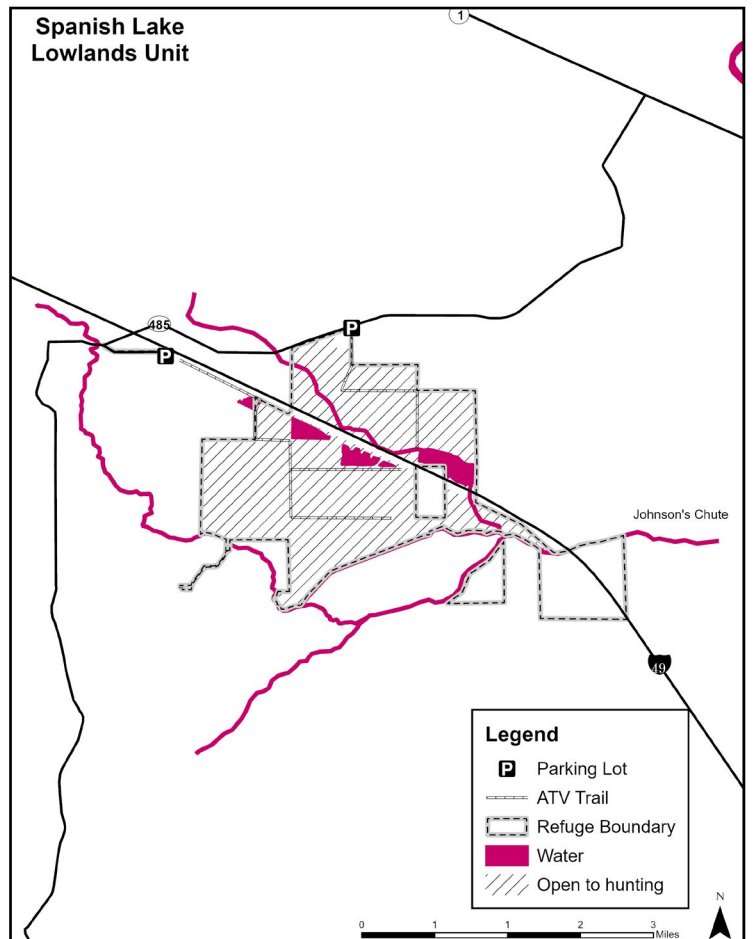 Spanish Lake
Lowlands Unit
1
485
P
P
Johnson's Chute
49
Legend
P Parking Lot
ATV Trail
Refuge Boundary
Water
Open to hunting
N
0 1 1 2 3
Miles